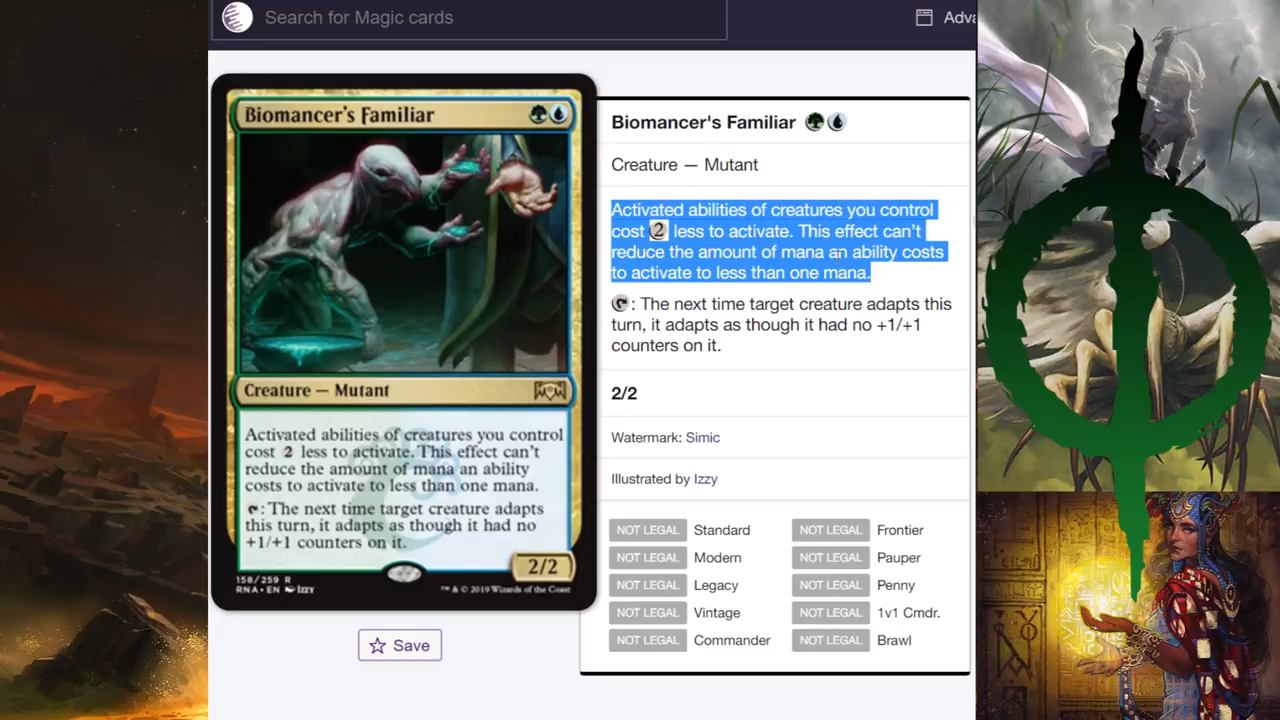 Search for Magic cards
Adva
Biomancer's Familiar
Creature — Mutant
Activated abilities of creatures you control
cost 2 less to activate. This effect can't
reduce the amount of mana an ability
costs to activate to less than one mana.
: The next time target creature adapts
this turn, it adapts as though it had no
+1/+1 counters on it.
2/2
158/259 R
RNA • EN Izzy
™ & © 2019 Wizards of the Coast
Save
Biomancer's Familiar
Creature — Mutant
Activated abilities of creatures you control
cost 2 less to activate. This effect can't
reduce the amount of mana an ability costs
to activate to less than one mana.
: The next time target creature adapts this
turn, it adapts as though it had no +1/+1
counters on it.
2/2
Watermark: Simic
Illustrated by Izzy
NOT LEGAL Standard NOT LEGAL Frontier
NOT LEGAL Modern NOT LEGAL Pauper
NOT LEGAL Legacy NOT LEGAL Penny
NOT LEGAL Vintage NOT LEGAL 1v1 Cmdr.
NOT LEGAL Commander NOT LEGAL Brawl